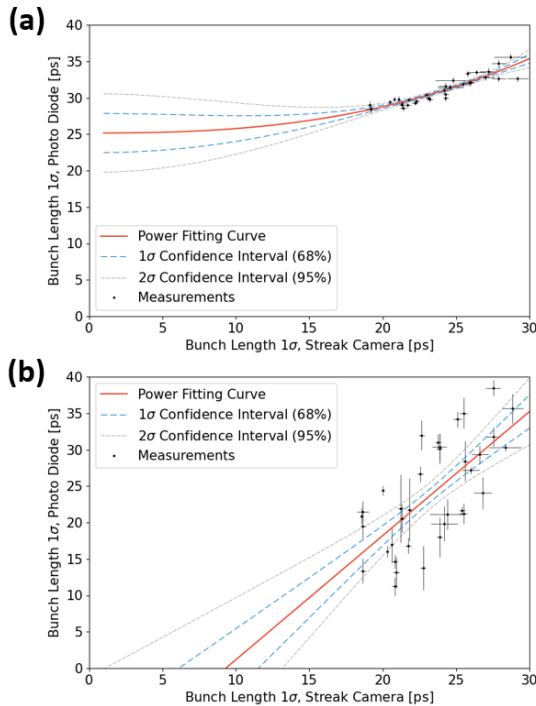 (a)
40
35
30
25
20
15
10
5
0
Bunch Length 1σ, Photo Diode [ps]
Power Fitting Curve
1σ Confidence Interval (68%)
2σ Confidence Interval (95%)
Measurements
0 5 10 15 20 25 30
Bunch Length 1σ, Streak Camera [ps]
(b)
40
35
30
25
20
15
10
5
0
Bunch Length 1σ, Photo Diode [ps]
Power Fitting Curve
1σ Confidence Interval (68%)
2σ Confidence Interval (95%)
Measurements
0 5 10 15 20 25 30
Bunch Length 1σ, Streak Camera [ps]